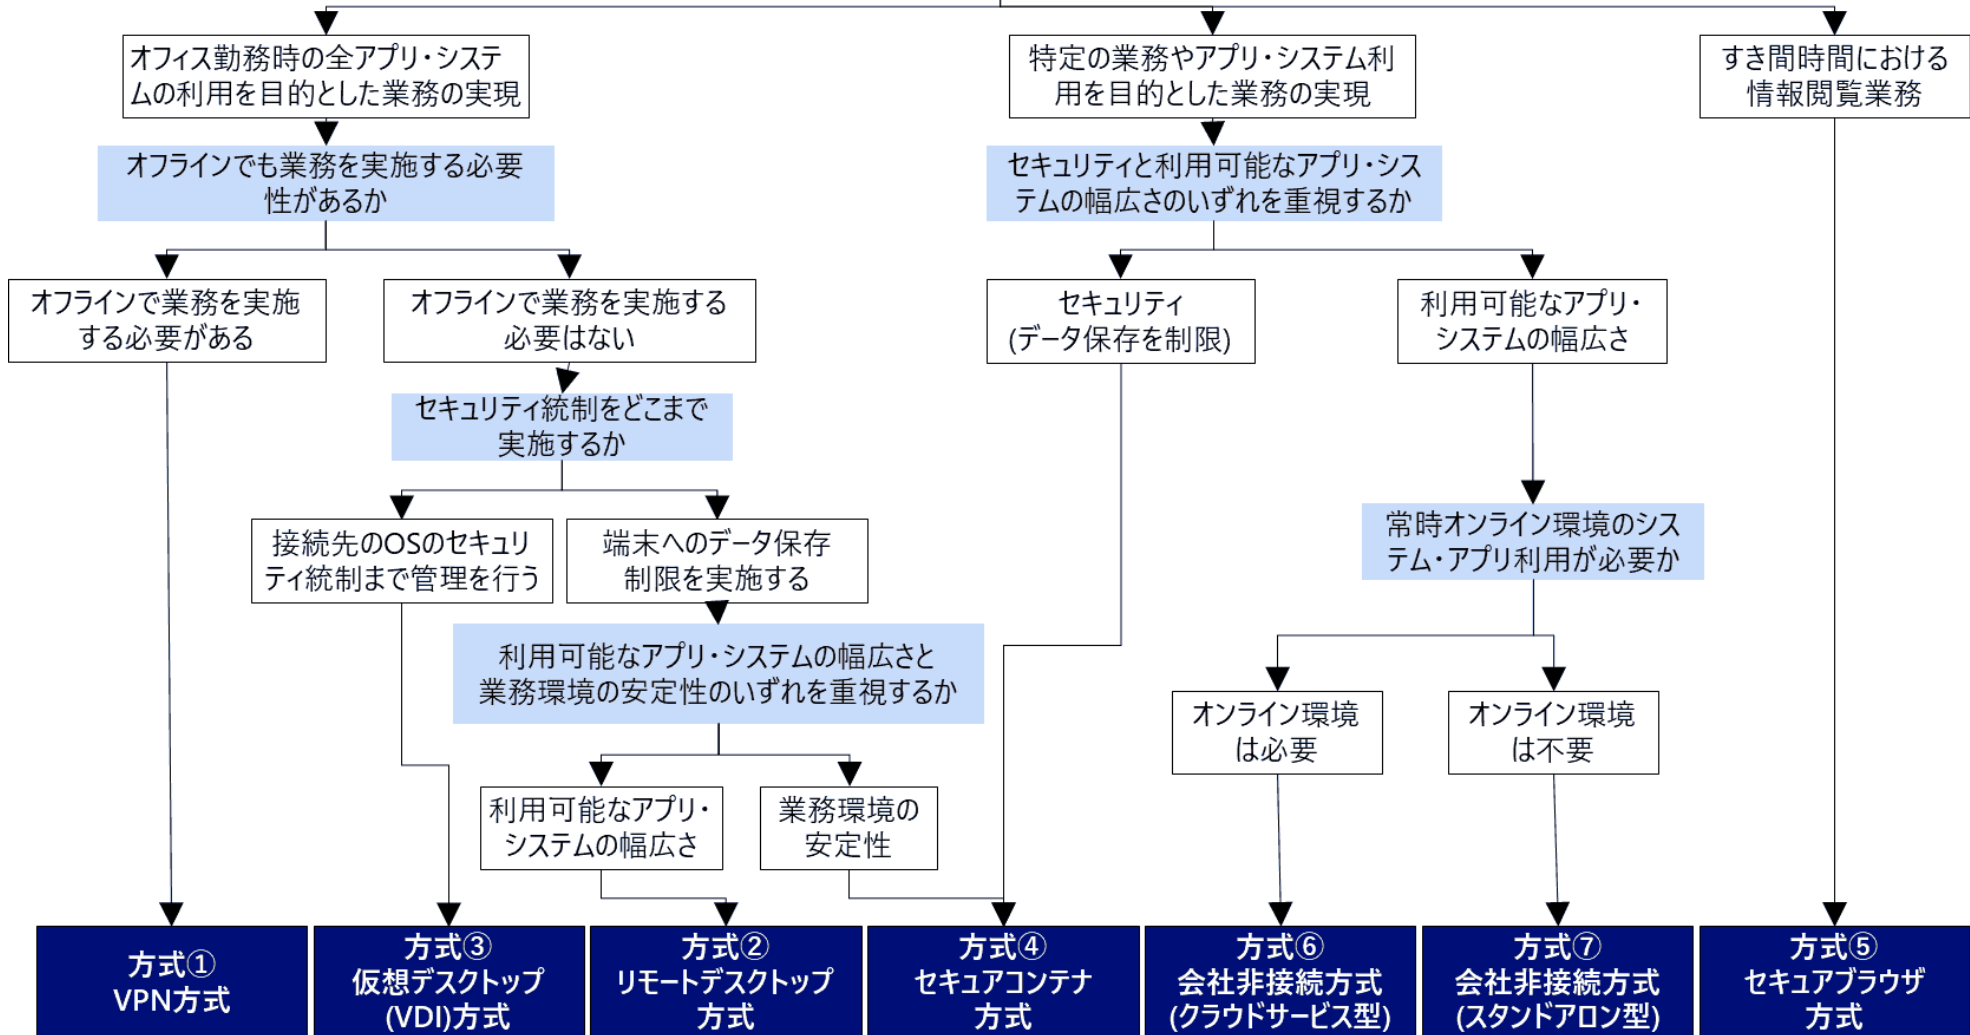 オフィス勤務時の全アプリ・システ
ムの利用を目的とした業務の実現
特定の業務やアプリ・システム利
用を目的とした業務の実現
すき間時間における
情報閲覧業務
オフラインでも業務を実施する必要
性があるか
セキュリティと利用可能なアプリ・シス
テムの幅広さのいずれを重視するか
オフラインで業務を実施
する必要がある
オフラインで業務を実施する
必要はない
セキュリティ
(データ保存を制限)
利用可能なアプリ・
システムの幅広さ
セキュリティ統制をどこまで
実施するか
接続先のOSのセキュリ
ティ統制まで管理を行う
端末へのデータ保存
制限を実施する
常時オンライン環境のシス
テム・アプリ利用が必要か
利用可能なアプリ・システムの幅広さと
業務環境の安定性のいずれを重視するか
オンライン環境
は必要
オンライン環境
は不要
利用可能なアプリ・
システムの幅広さ
業務環境の
安定性
方式①
VPN方式
方式③
仮想デスクトップ
(VDI)方式
方式②
リモートデスクトップ
方式
方式④
セキュアコンテナ
方式
方式⑥
会社非接続方式
(クラウドサービス型)
方式⑦
会社非接続方式
(スタンドアロン型)
方式⑤
セキュアブラウザ
方式